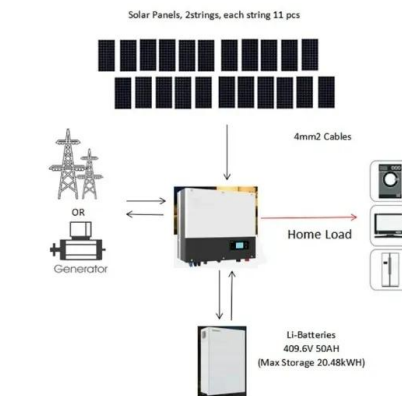 Solar Panels, 2strings, each string 11 pcs
4mm2 Cables
OR
Generator
Home Load
Li-Batteries
409.6V 50AH
(Max Storage 20.48kWH)